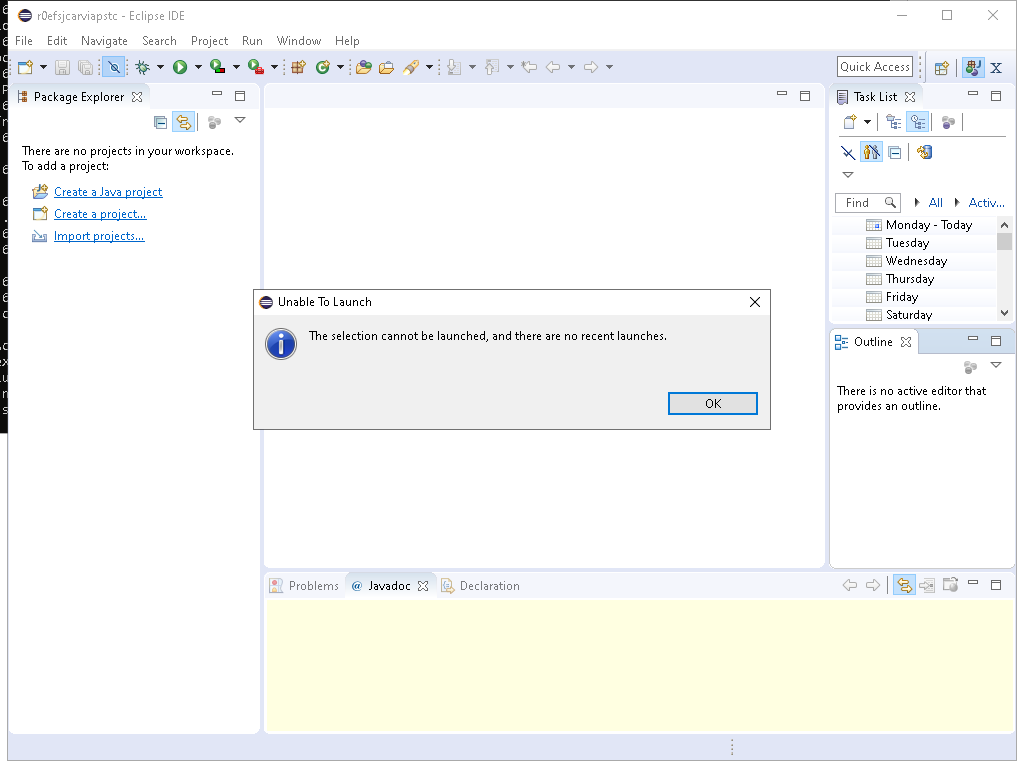 r0efsjcarviapstc - Eclipse IDE
File Edit Navigate Search Project Run Window Help
Quick Access
Package Explorer
Task List
There are no projects in your workspace.
To add a project:
Create a Java project
Create a project...
Import projects...
Find All Activ...
Monday - Today
Tuesday
Wednesday
Thursday
Friday
Saturday
Unable To Launch
The selection cannot be launched, and there are no recent launches.
OK
Outline
There is no active editor that
provides an outline.
Problems @ Javadoc Declaration